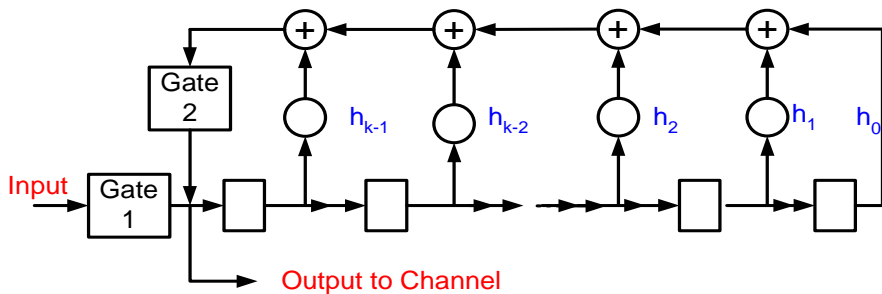 + + + +
Gate
2
h_{k-1} h_{k-2} h_2 h_1 h_0
Input
Gate
1
Output to Channel